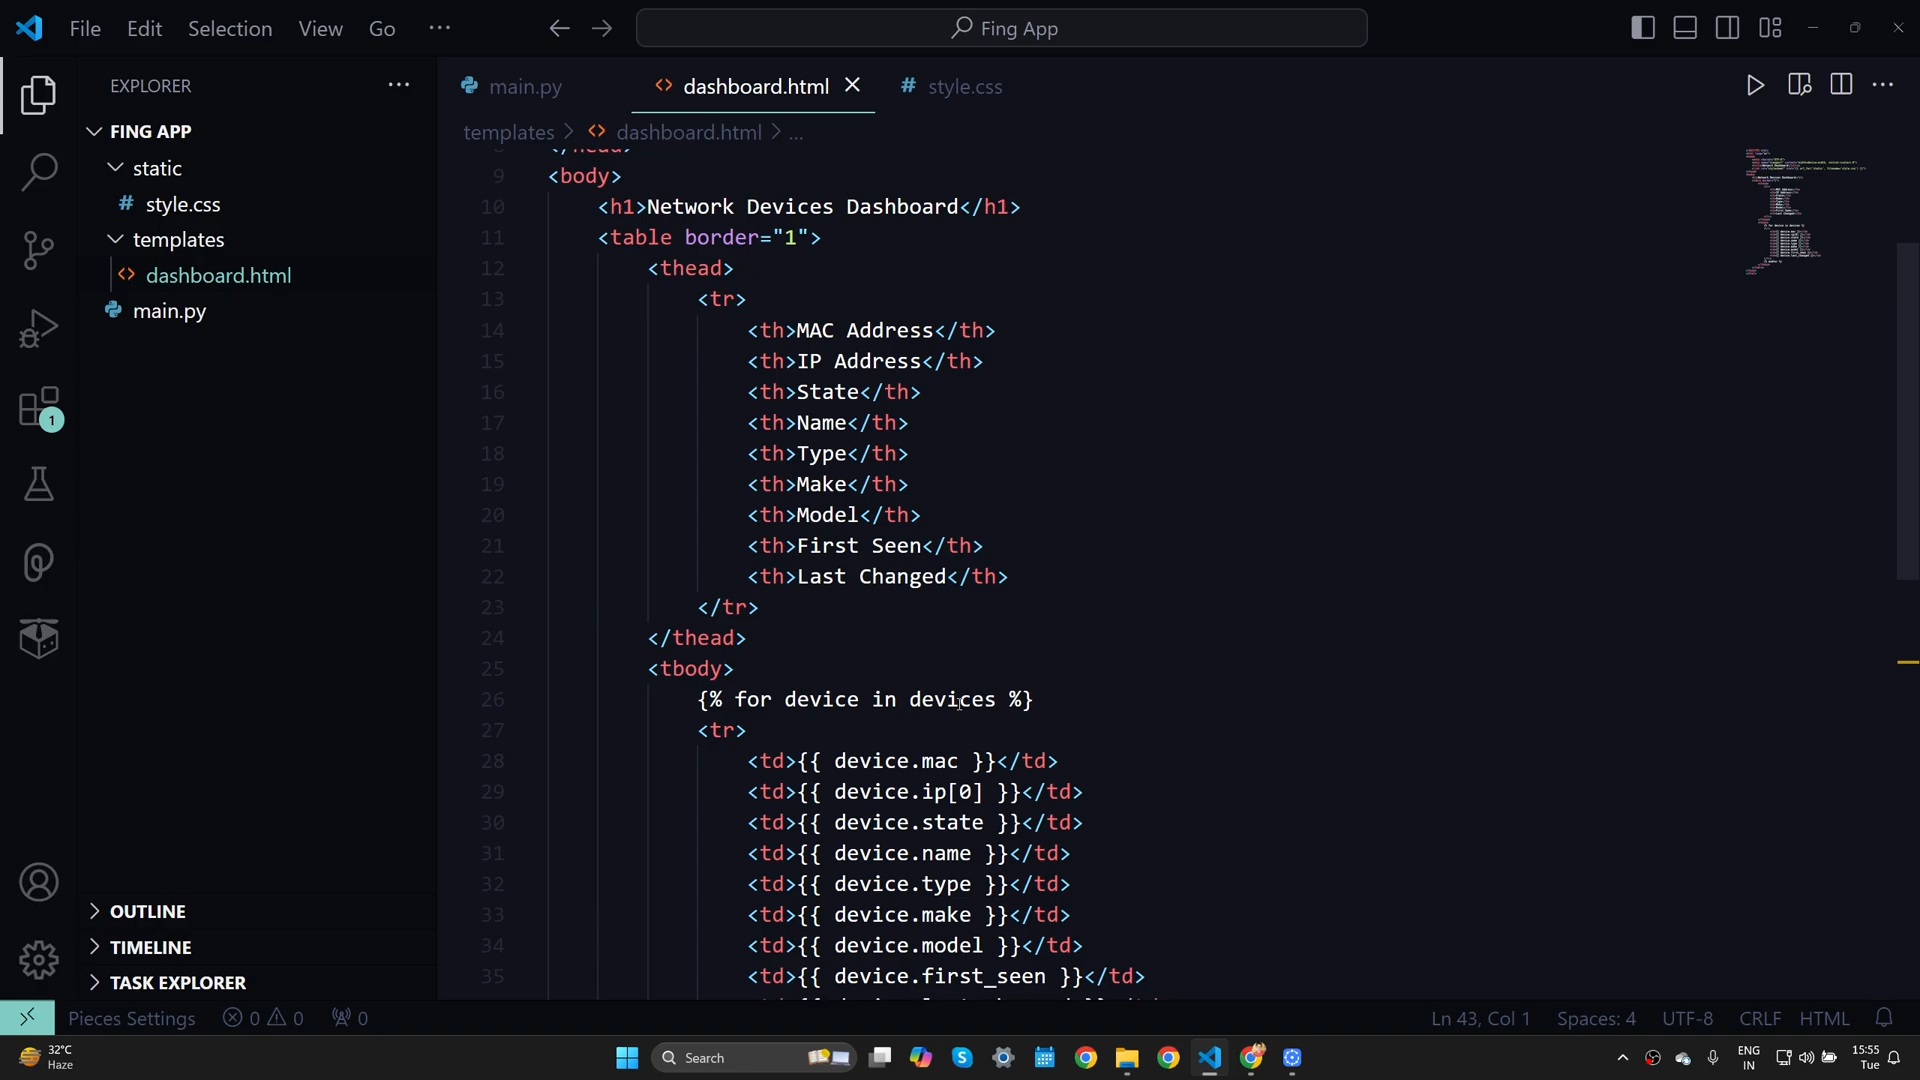 File Edit Selection View Go ···
Fing App
EXPLORER ···
FING APP
static
# style.css
templates
<> dashboard.html
main.py
OUTLINE
TIMELINE
TASK EXPLORER
1
main.py <> dashboard.html # style.css
templates > <> dashboard.html > ...
</head>
9 <body>
10 <h1>Network Devices Dashboard</h1>
11 <table border="1">
12 <thead>
13 <tr>
14 <th>MAC Address</th>
15 <th>IP Address</th>
16 <th>State</th>
17 <th>Name</th>
18 <th>Type</th>
19 <th>Make</th>
20 <th>Model</th>
21 <th>First Seen</th>
22 <th>Last Changed</th>
23 </tr>
24 </thead>
25 <tbody>
26 {% for device in devices %}
27 <tr>
28 <td>{{ device.mac }}</td>
29 <td>{{ device.ip[0] }}</td>
30 <td>{{ device.state }}</td>
31 <td>{{ device.name }}</td>
32 <td>{{ device.type }}</td>
33 <td>{{ device.make }}</td>
34 <td>{{ device.model }}</td>
35 <td>{{ device.first_seen }}</td>
Pieces Settings 0 0 0 Ln 43, Col 1 Spaces: 4 UTF-8 CRLF HTML
32°C
Haze
Search
ENG
IN
15:55
Tue